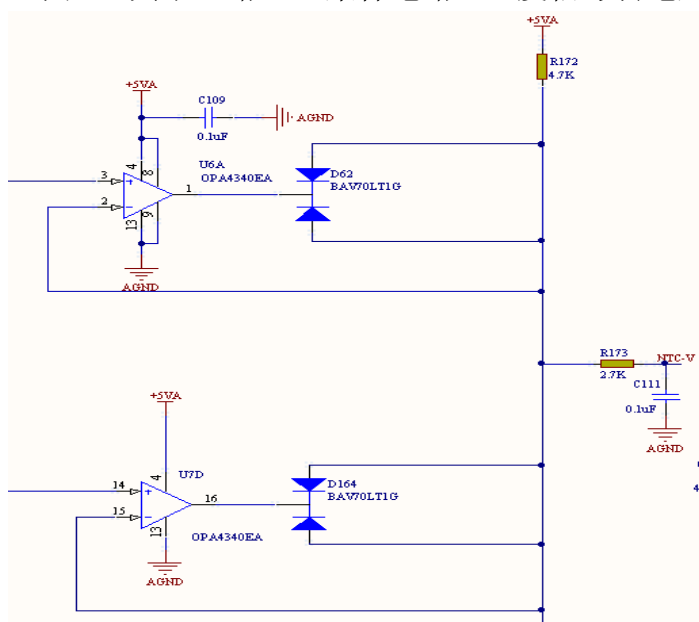 +5VA
R172
4.7K
+5VA
C109
AGND
0.1uF
U6A
OPA4340EA
D62
BAV70LT1G
3
4
8
1
2
13
9
AGND
R173
NTC-V
2.7K
C111
0.1uF
AGND
+5VA
U7D
D164
BAV70LT1G
14
4
16
15
13
OPA4340EA
AGND
4